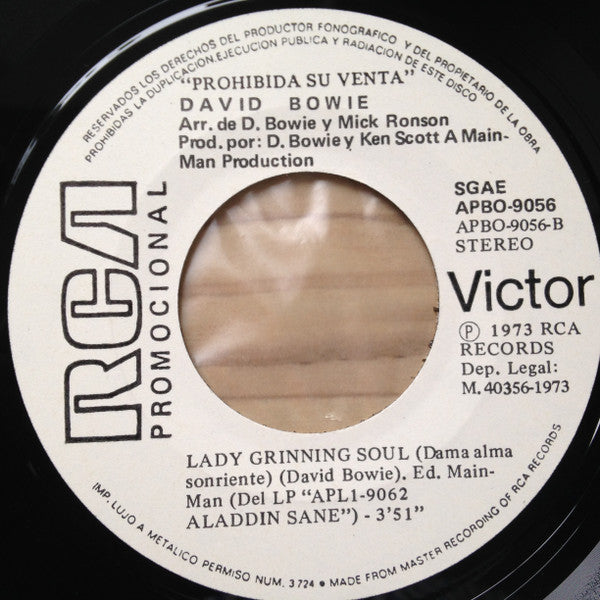 RESERVADOS LOS DERECHOS DEL PRODUCTOR FONOGRAFICO Y DEL PROPIETARIO DE LA OBRA
PROHIBIDAS LA DUPLICACION.EJECUCION PUBLICA Y RADIACION DE ESTE DISCO
"PROHIBIDA SU VENTA"
DAVID BOWIE
Arr. de D. Bowie y Mick Ronson
Prod. por: D. Bowie y Ken Scott A Main-
Man Production
RCA
PROMOCIONAL
SGAE
APBO-9056
APBO-9056-B
STEREO
Victor
Ⓟ 1973 RCA
RECORDS
Dep. Legal:
M. 40356-1973
LADY GRINNING SOUL (Dama alma
sonriente) (David Bowie). Ed. Main-
Man (Del LP "APL1-9062
ALADDIN SANE") - 3'51"
IMP. LUJO A METALICO PERMISO NUM. 3724 • MADE FROM MASTER RECORDING OF RCA RECORDS